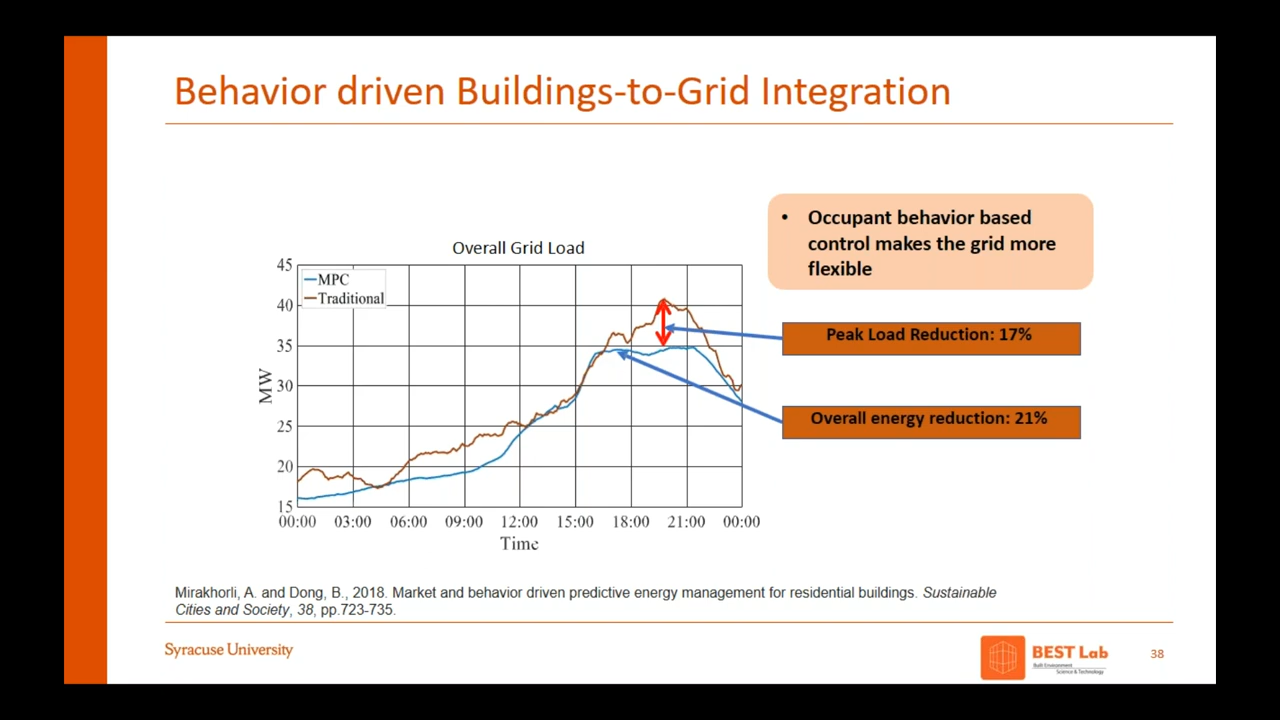 Behavior driven Buildings-to-Grid Integration
• Occupant behavior based
control makes the grid more
flexible
Overall Grid Load
MPC
Traditional
45
40
35
30
25
20
15
MW
00:00 03:00 06:00 09:00 12:00 15:00 18:00 21:00 00:00
Time
Peak Load Reduction: 17%
Overall energy reduction: 21%
Mirakhorli, A. and Dong, B., 2018. Market and behavior driven predictive energy management for residential buildings. Sustainable
Cities and Society, 38, pp.723-735.
Syracuse University
BEST Lab
Built Environment
Science & Technology
38